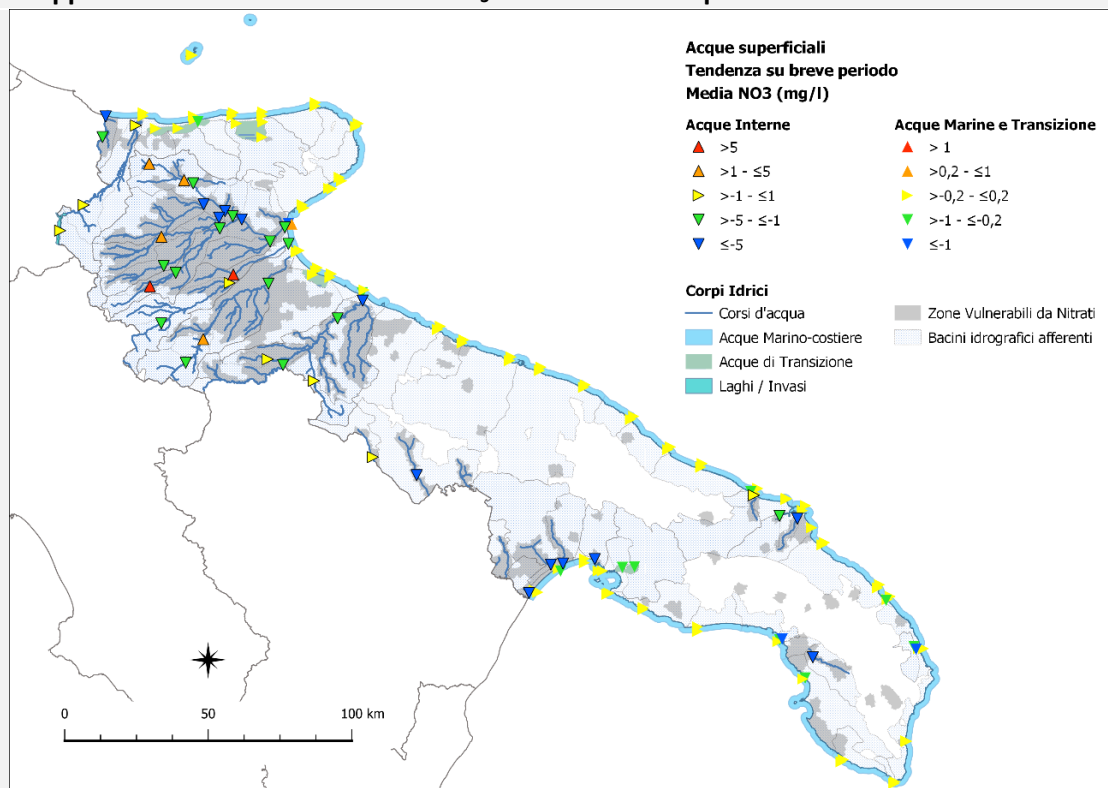 Acque superficiali
Tendenza su breve periodo
Media NO3 (mg/l)
Acque Interne
>5
>1 - ≤5
>-1 - ≤1
>-5 - ≤-1
≤-5
Acque Marine e Transizione
> 1
>0,2 - ≤1
>-0,2 - ≤0,2
>-1 - ≤-0,2
≤-1
Corpi Idrici
Corsi d'acqua
Acque Marino-costiere
Acque di Transizione
Laghi / Invasi
Zone Vulnerabili da Nitrati
Bacini idrografici afferenti
0 50 100 km